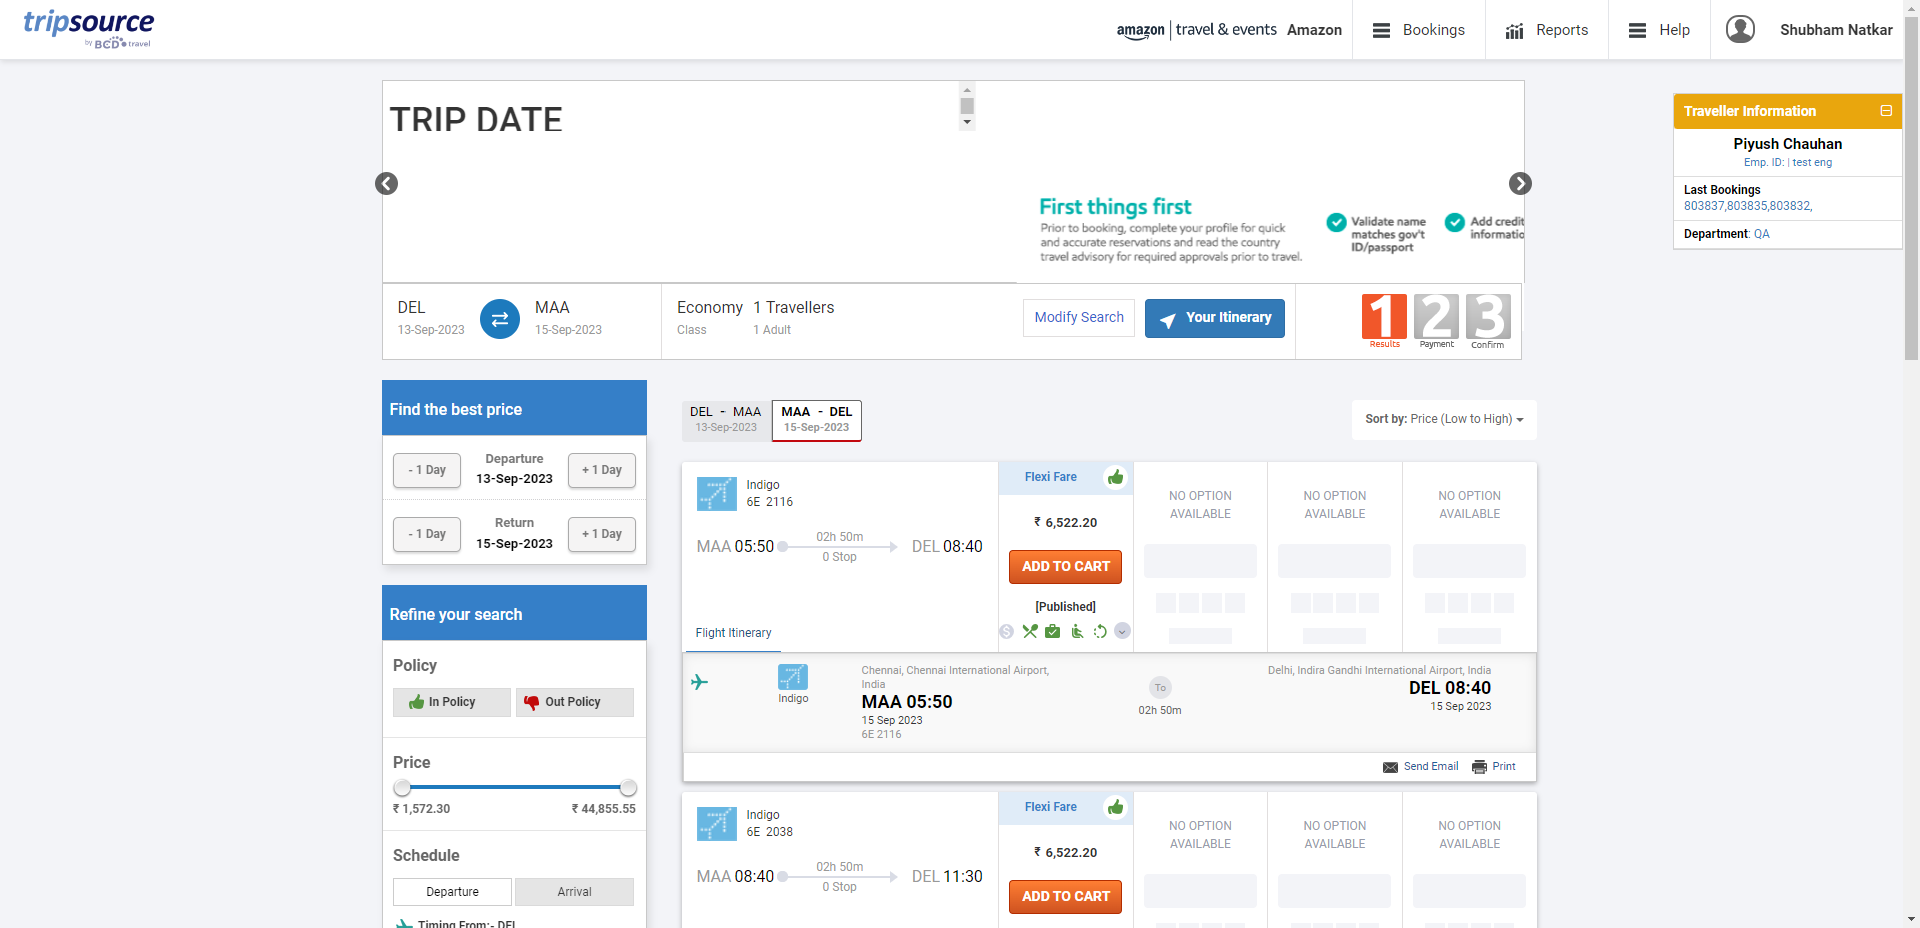 tripsource
by BCD travel
amazon | travel & events Amazon
Bookings
Reports
Help
Shubham Natkar
TRIP DATE
First things first
Prior to booking, complete your profile for quick
and accurate reservations and read the country
travel advisory for required approvals prior to travel.
Validate name
matches gov't
ID/passport
Add credit
informatio
Traveller Information
Piyush Chauhan
Emp. ID: | test eng
Last Bookings
803837,803835,803832,
Department: QA
DEL
13-Sep-2023
MAA
15-Sep-2023
Economy
Class
1 Travellers
1 Adult
Modify Search
Your Itinerary
1
Results
2
Payment
3
Confirm
Find the best price
- 1 Day
Departure
13-Sep-2023
+ 1 Day
- 1 Day
Return
15-Sep-2023
+ 1 Day
Refine your search
Policy
In Policy
Out Policy
Price
₹ 1,572.30
₹ 44,855.55
Schedule
Departure
Arrival
Timing From:- DEL
DEL - MAA
13-Sep-2023
MAA - DEL
15-Sep-2023
Sort by: Price (Low to High)
Indigo
6E 2116
MAA 05:50
02h 50m
0 Stop
DEL 08:40
Flight Itinerary
Flexi Fare
₹ 6,522.20
ADD TO CART
[Published]
NO OPTION
AVAILABLE
NO OPTION
AVAILABLE
NO OPTION
AVAILABLE
Indigo
Chennai, Chennai International Airport,
India
MAA 05:50
15 Sep 2023
6E 2116
To
02h 50m
Delhi, Indira Gandhi International Airport, India
DEL 08:40
15 Sep 2023
Send Email
Print
Indigo
6E 2038
MAA 08:40
02h 50m
0 Stop
DEL 11:30
Flexi Fare
₹ 6,522.20
ADD TO CART
NO OPTION
AVAILABLE
NO OPTION
AVAILABLE
NO OPTION
AVAILABLE